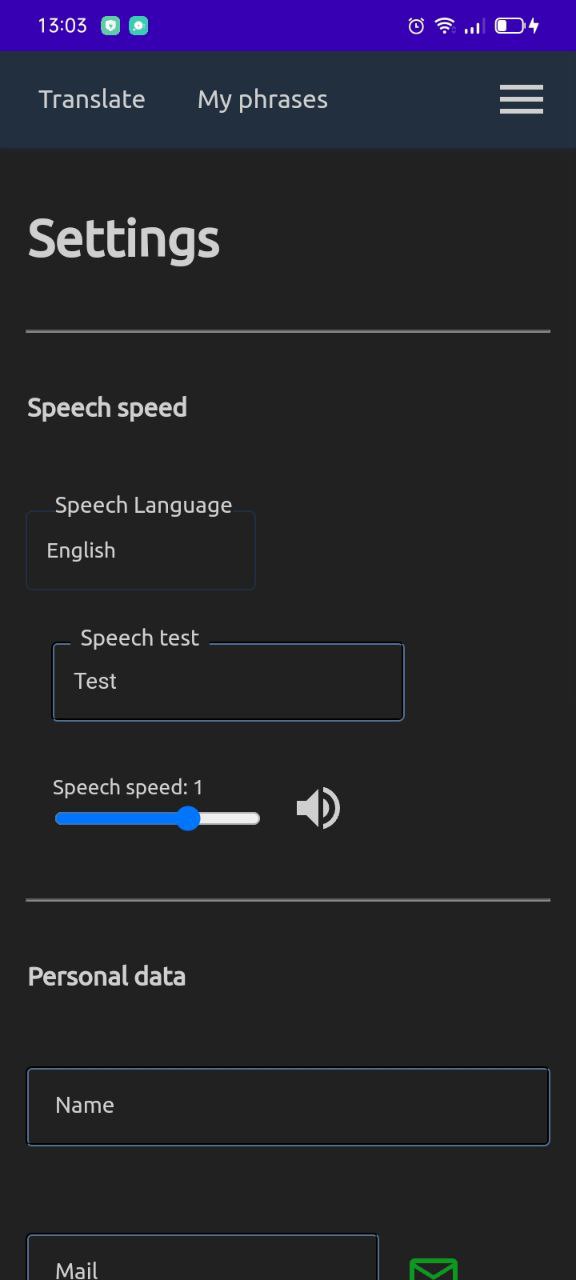 13:03
Translate My phrases
Settings
Speech speed
Speech Language
English
Speech test
Test
Speech speed: 1
Personal data
Name
Mail